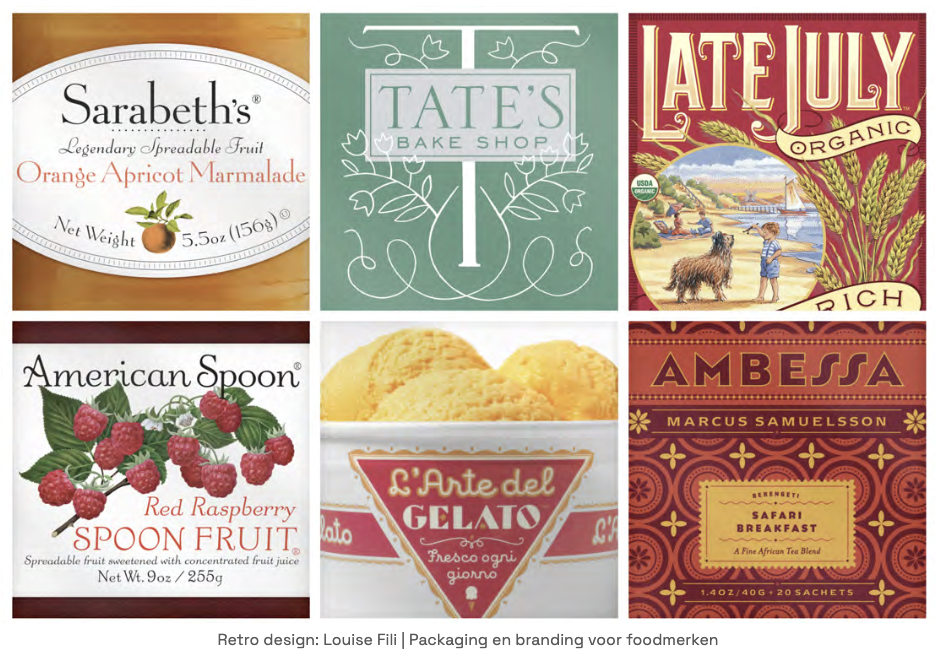 Sarabeth's®
Legendary Spreadable Fruit
Orange Apricot Marmalade
Net Weight 5.5oz (156g)
TATE'S
BAKE SHOP
LATE JULY
ORGANIC
USDA
ORGANIC
RICH
American Spoon®
Red Raspberry
SPOON FRUIT®
Spreadable fruit sweetened with concentrated fruit juice
Net Wt. 9oz / 255g
L'Arte del
GELATO
Fresco ogni
giorno
lato
L'A
AMBESSA
MARCUS SAMUELSSON
SERENGETI
SAFARI
BREAKFAST
A Fine African Tea Blend
1.4OZ/40G • 20 SACHETS
Retro design: Louise Fili | Packaging en branding voor foodmerken